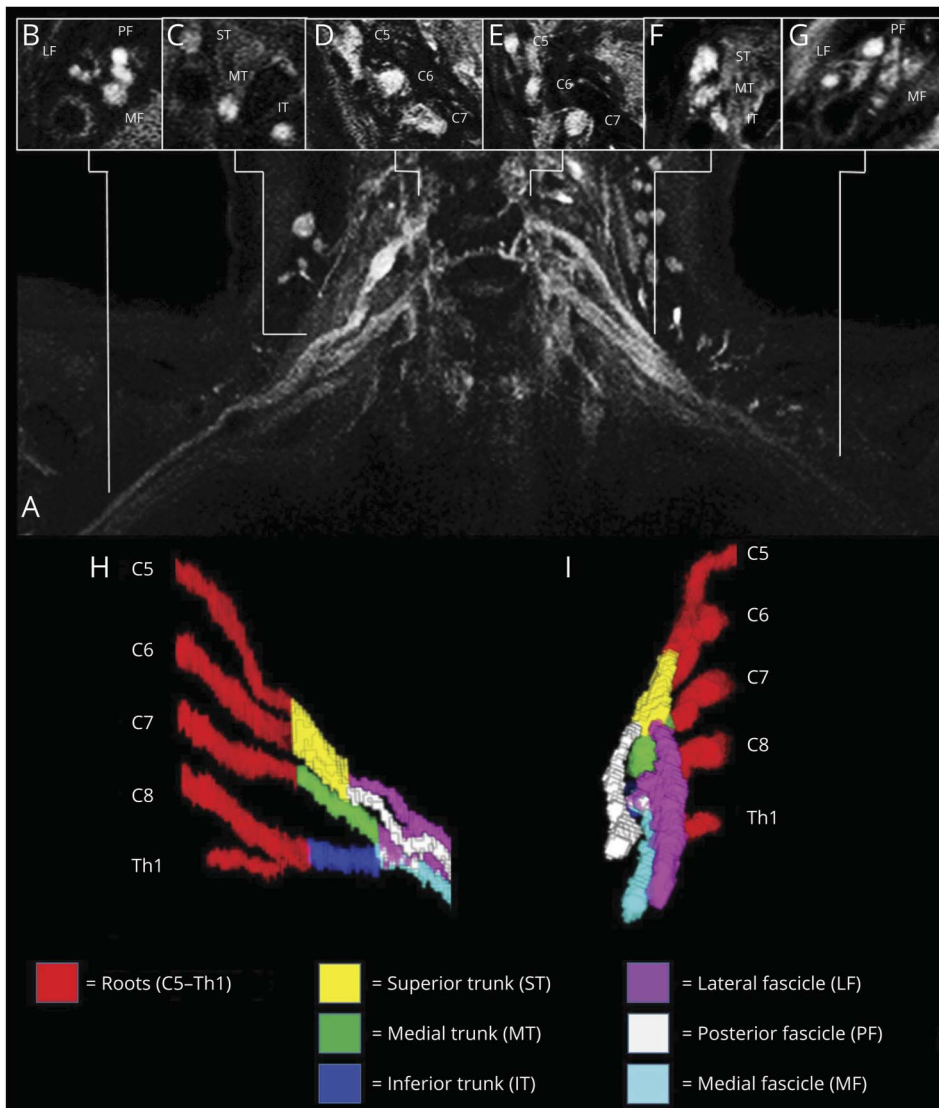 B
LF
PF
MF
C
ST
MT
IT
D
C5
C6
C7
E
C5
C6
C7
F
ST
MT
IT
G
LF
PF
MF
A
H
C5
C6
C7
C8
Th1
I
C5
C6
C7
C8
Th1
= Roots (C5–Th1)
= Superior trunk (ST)
= Lateral fascicle (LF)
= Medial trunk (MT)
= Posterior fascicle (PF)
= Inferior trunk (IT)
= Medial fascicle (MF)